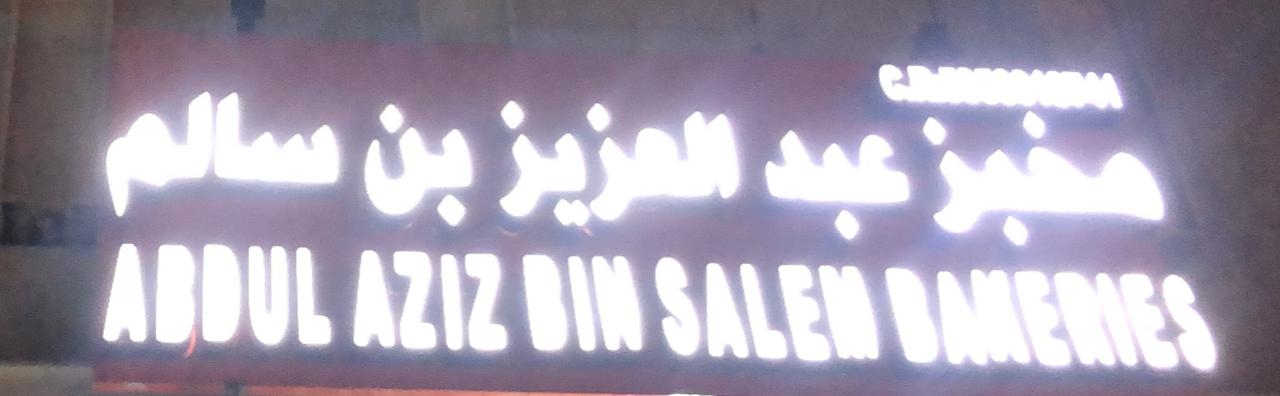 مخبز عبد العزيز بن سالم
ABDUL AZIZ BIN SALEM BAKERIES